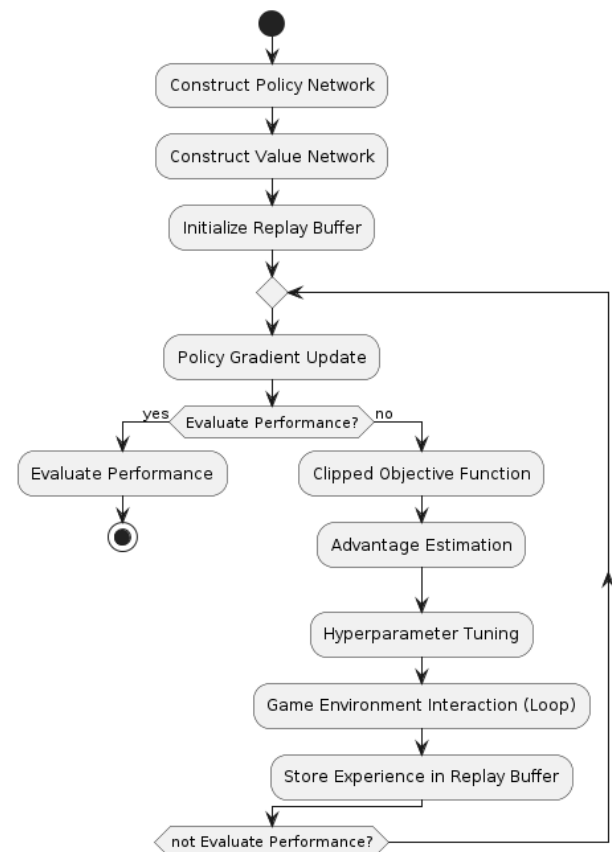 Construct Policy Network
Construct Value Network
Initialize Replay Buffer
Policy Gradient Update
yes
Evaluate Performance?
no
Evaluate Performance
Clipped Objective Function
Advantage Estimation
Hyperparameter Tuning
Game Environment Interaction (Loop)
Store Experience in Replay Buffer
not Evaluate Performance?